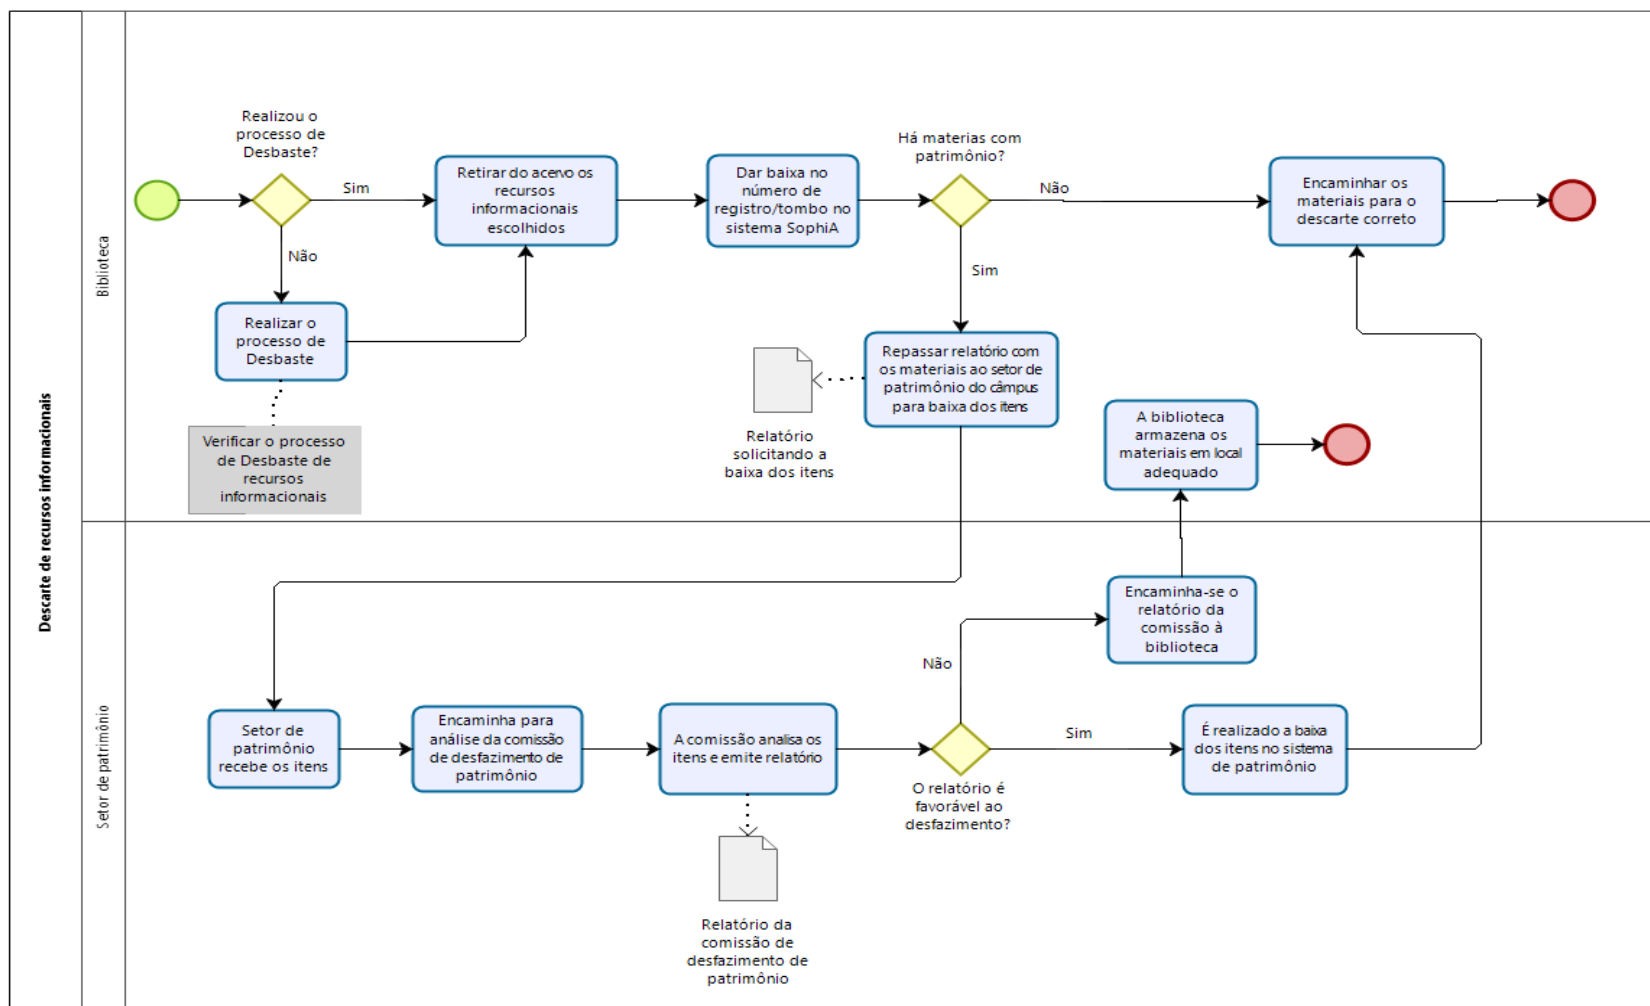 Descarte de recursos informacionais
Biblioteca
Realizou o
processo de
Desbaste?
Sim
Não
Realizar o
processo de
Desbaste
Verificar o processo
de Desbaste de
recursos
informacionais
Retirar do acervo os
recursos
informacionais
escolhidos
Dar baixa no
número de
registro/tombo no
sistema SophiA
Há materias com
patrimônio?
Não
Sim
Encaminhar os
materiais para o
descarte correto
Repassar relatório com
os materiais ao setor de
patrimônio do câmpus
para baixa dos itens
Relatório
solicitando a
baixa dos itens
A biblioteca
armazena os
materiais em local
adequado
Setor de patrimônio
Setor de
patrimônio
recebe os itens
Encaminha para
análise da comissão
de desfazimento de
patrimônio
A comissão analisa os
itens e emite relatório
Relatório da
comissão de
desfazimento de
patrimônio
O relatório é
favorável ao
desfazimento?
Não
Sim
Encaminha-se o
relatório da
comissão à
biblioteca
É realizado a baixa
dos itens no sistema
de patrimônio